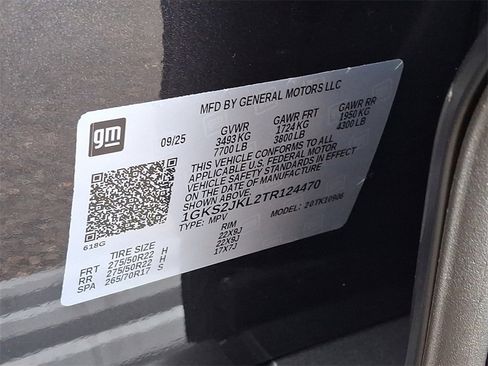 MFD BY GENERAL MOTORS LLC
gm
09/25 GVWR GAWR FRT GAWR RR
3493 KG 1724 KG 1950 KG
7700 LB 3800 LB 4300 LB
THIS VEHICLE CONFORMS TO ALL
APPLICABLE U.S. FEDERAL MOTOR
VEHICLE SAFETY STANDARDS IN EFFECT
ON THE DATE OF MANUFACTURE SHOWN ABOVE
1GKS2JKL2TR124470
TYPE: MPV MODEL:
618G
TIRE SIZE RIM
FRT 275/50R22 H 22X9J
RR 275/50R22 H 22X9J
SPA 265/70R17 S 17X7J